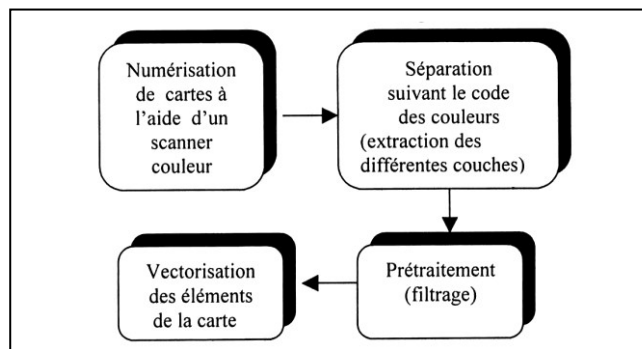 Numérisation
de cartes à
l'aide d'un
scanner
couleur
Séparation
suivant le code
des couleurs
(extraction des
différentes couches)
Prétraitement
(filtrage)
Vectorisation
des éléments
de la carte